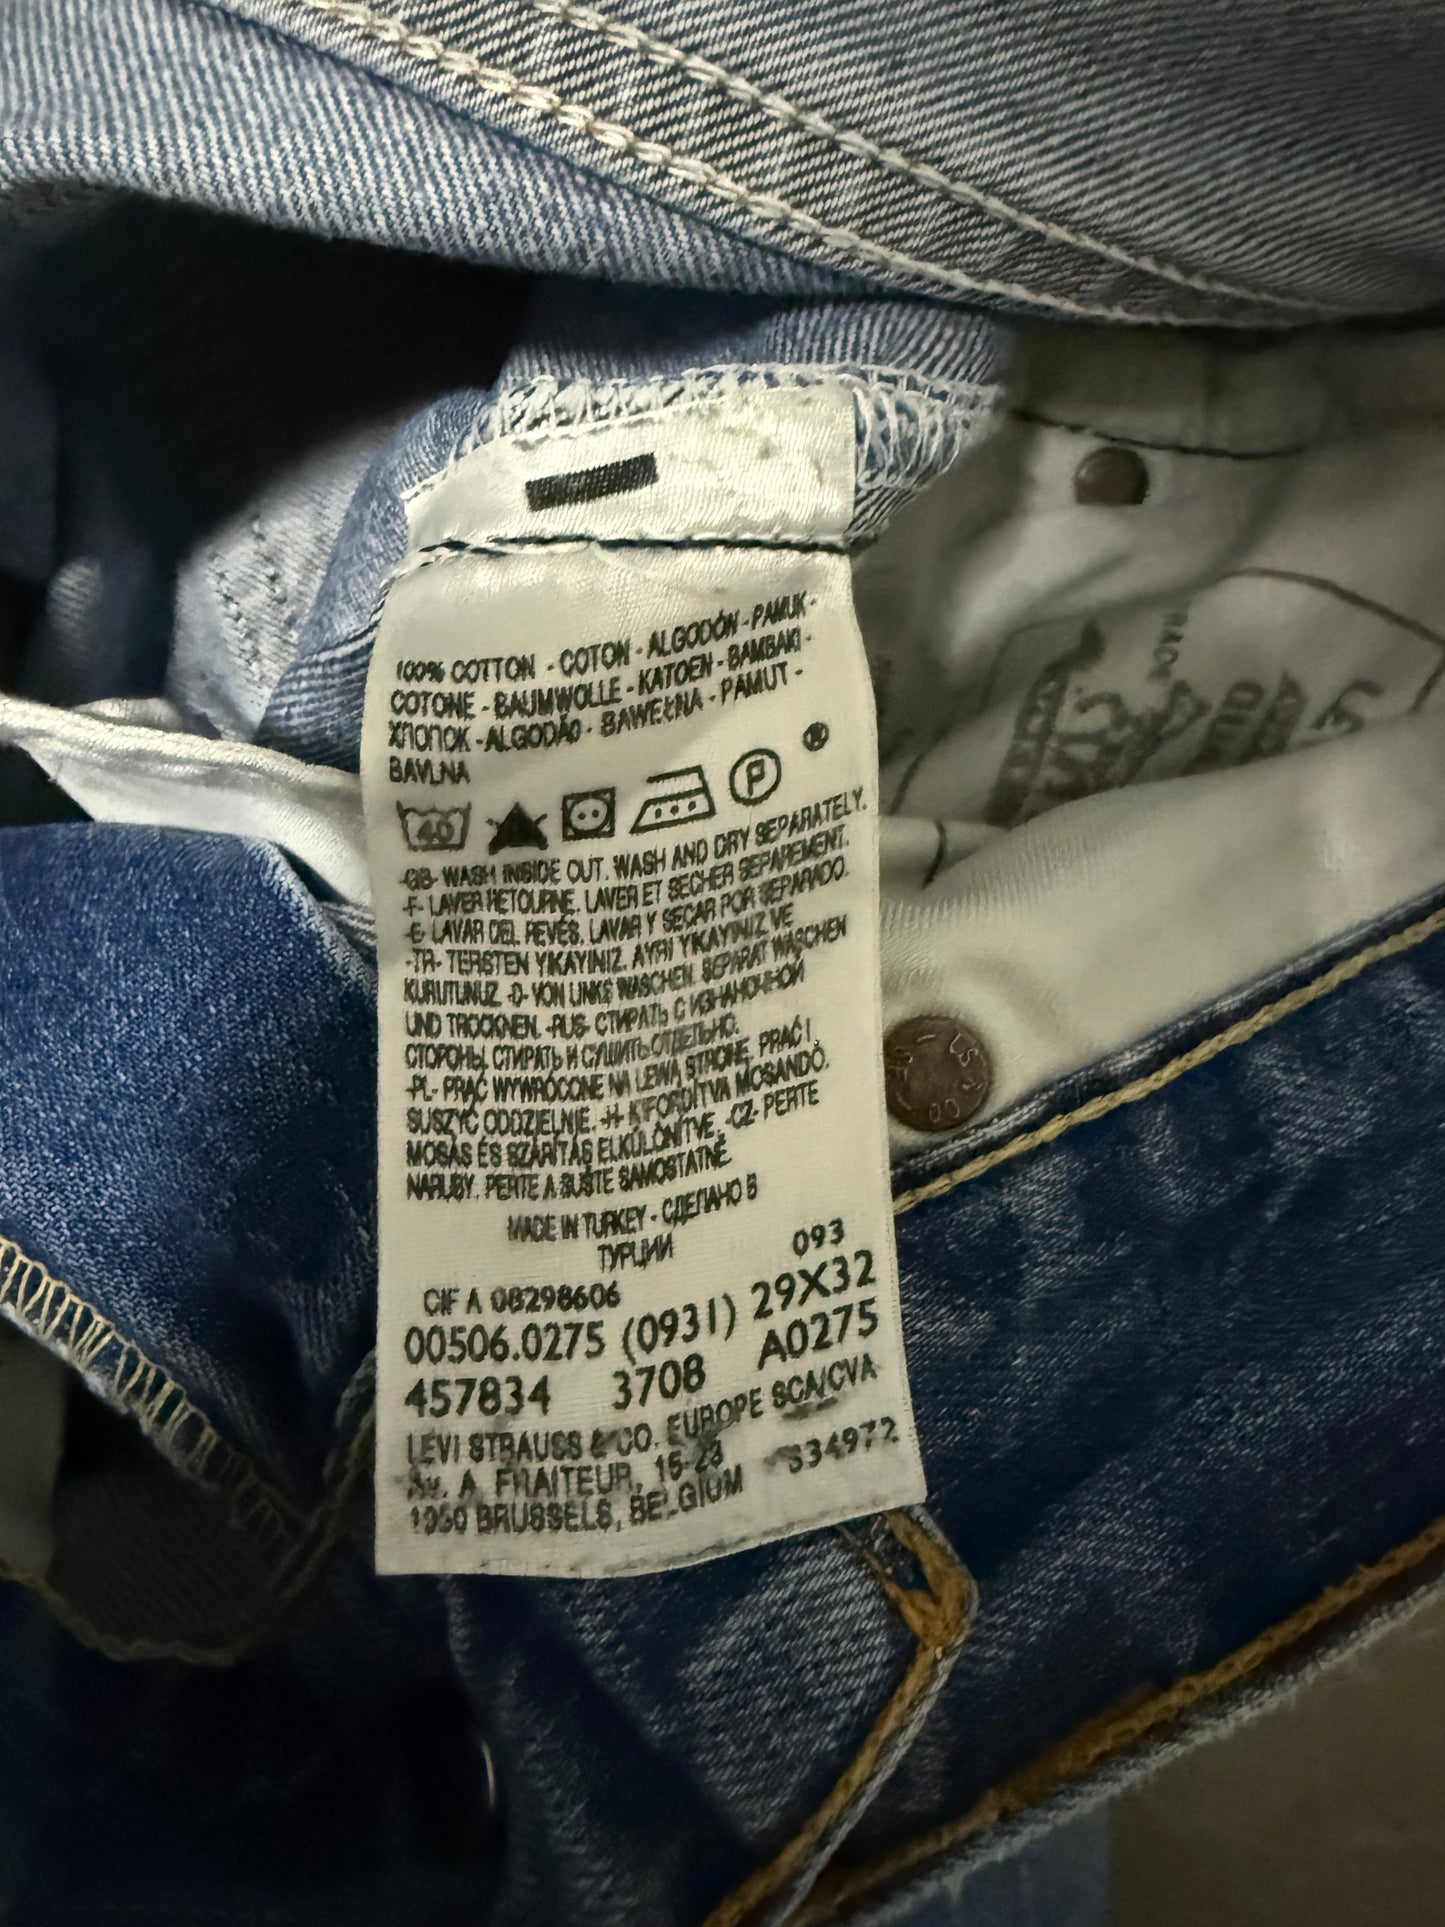 100% COTTON - COTON - ALGODÓN - PAMUK -
COTONE - BAUMWOLLE - KATOEN - BAMBAKI -
ХЛОПОК - ALGODÃO - BAWEŁNA - PAMUT -
BAVLNA
®
40
P
-GB- WASH INSIDE OUT. WASH AND DRY SEPARATELY.
-F- LAVER RETOURNE. LAVER ET SECHER SEPAREMENT.
-E- LAVAR DEL REVÉS. LAVAR Y SECAR POR SEPARADO.
-TR- TERSTEN YIKAYINIZ. AYRI YIKAYINIZ VE
KURUTUNUZ -D- VON LINKS WASCHEN. SEPARAT WASCHEN
UND TROCKNEN. -RUS- СТИРАТЬ С ИЗНАНОЧНОЙ
СТОРОНЫ. СТИРАТЬ И СУШИТЬ ОТДЕЛЬНО.
-PL- PRAĆ WYWRÓCONE NA LEWĄ STRONĘ. PRAĆ I
SUSZYĆ ODDZIELNIE. -H- KIFORDÍTVA MOSANDÓ.
MOSÁS ÉS SZÁRÍTÁS ELKÜLÖNÍTVE. -CZ- PERTE
NARUBY. PERTE A SUŠTE SAMOSTATNĚ.
MADE IN TURKEY - СДЕЛАНО В
ТУРЦИИ
093
CIF A 08298606
00506.0275 (0931) 29X32
457834 3708 A0275
LEVI STRAUSS & CO. EUROPE SCA/CVA
AV. A. FRAITEUR, 15-23 S34972
1050 BRUSSELS, BELGIUM